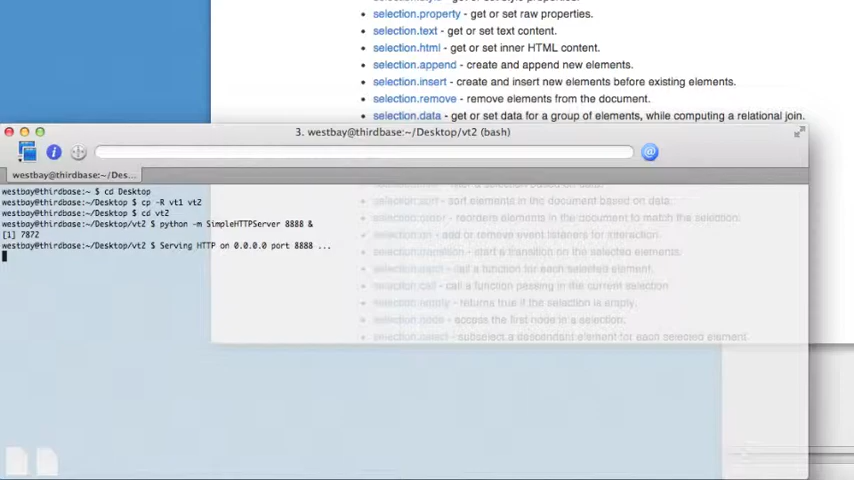 selection.property - get or set raw properties.
selection.text - get or set text content.
selection.html - get or set inner HTML content.
selection.append - create and append new elements.
selection.insert - create and insert new elements before existing elements.
selection.remove - remove elements from the document.
selection.data - get or set data for a group of elements, while computing a relational join.
3. westbay@thirdbase:~/Desktop/vt2 (bash)
westbay@thirdbase:~/Des...
westbay@thirdbase:~ $ cd Desktop
westbay@thirdbase:~/Desktop $ cp -R vt1 vt2
westbay@thirdbase:~/Desktop $ cd vt2
westbay@thirdbase:~/Desktop/vt2 $ python -m SimpleHTTPServer 8888 &
[1] 7872
westbay@thirdbase:~/Desktop/vt2 $ Serving HTTP on 0.0.0.0 port 8888 ...
selection.sort - sort elements in the document based on data.
selection.order - reorders elements in the document to match the selection.
selection.on - add or remove event listeners for interaction.
selection.transition - start a transition on the selected elements.
selection.each - call a function for each selected element.
selection.call - call a function passing in the current selection
selection.empty - returns true if the selection is empty.
selection.node - access the first node in a selection.
selection.select - subselect a descendant element for each selected element.